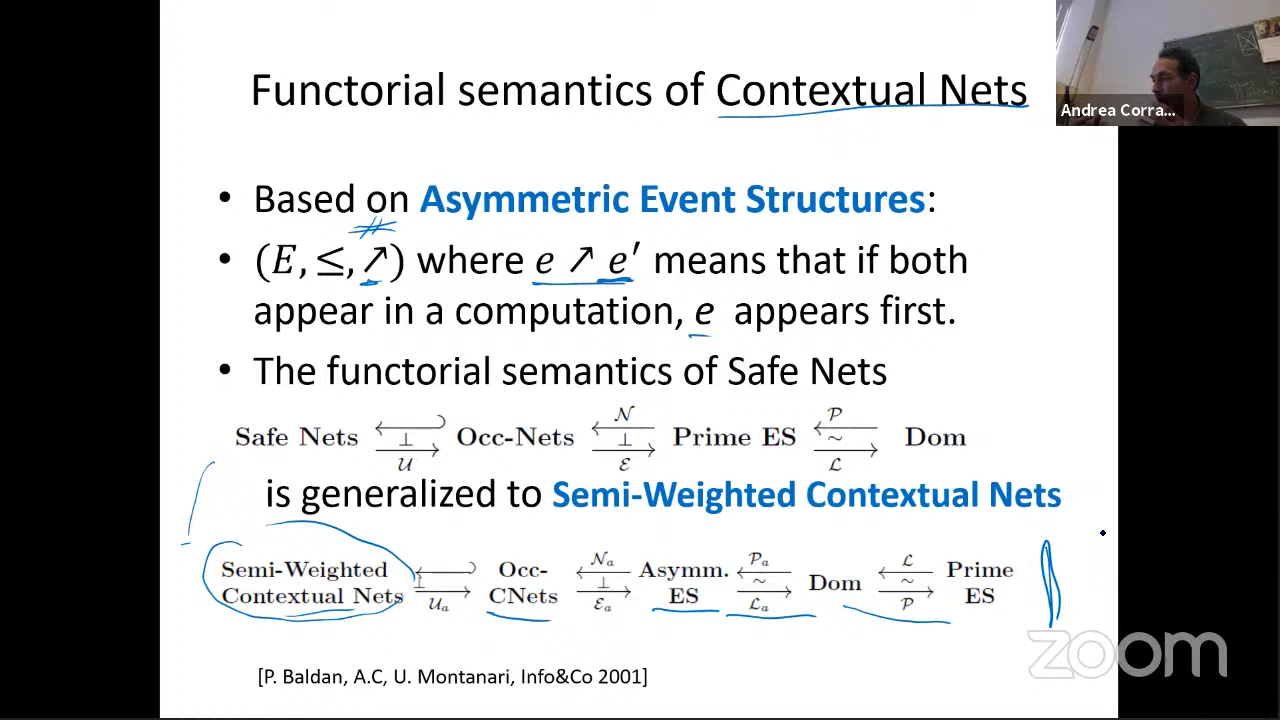 Functorial semantics of Contextual Nets
Andrea Corra...
• Based on Asymmetric Event Structures:
• (E, ≤, ↗) where e ↗ e′ means that if both
appear in a computation, e appears first.
• The functorial semantics of Safe Nets
Safe Nets ⊥ U Occ-Nets N ⊥ E Prime ES P ~ L Dom
is generalized to Semi-Weighted Contextual Nets
Semi-Weighted Contextual Nets ⊥ Uₐ Occ-CNets Nₐ ⊥ Eₐ Asymm. ES Pₐ ~ Lₐ Dom L ~ P Prime ES
zoom
[P. Baldan, A.C, U. Montanari, Info&Co 2001]